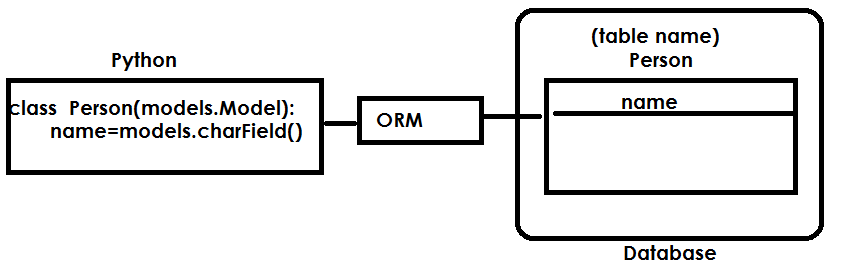 Python
class Person(models.Model):
name=models.charField()
ORM
(table name)
Person
name
Database